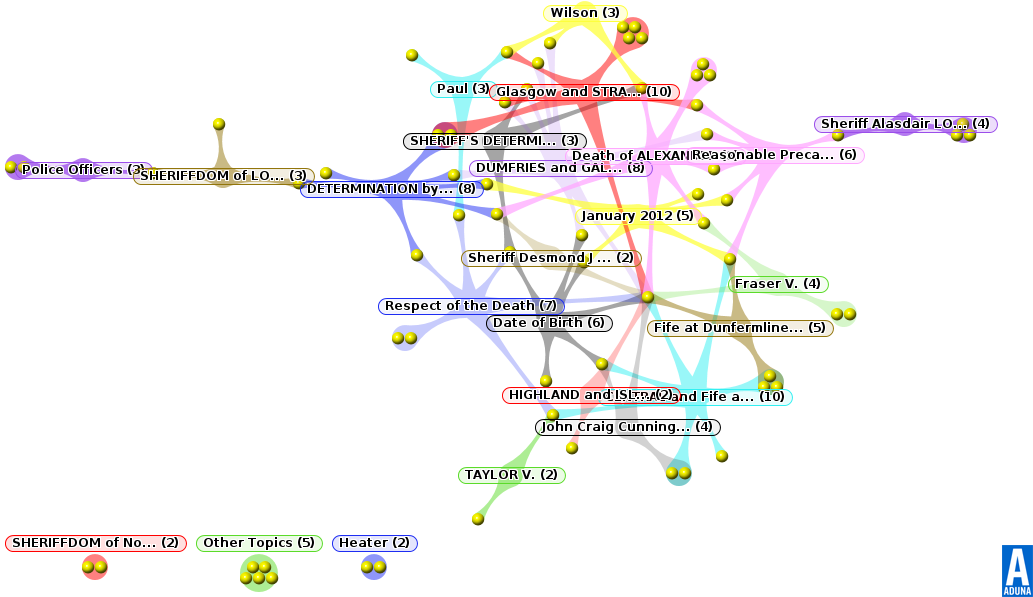 Wilson (3)
Paul (3)
Glasgow and STRA... (10)
Sheriff Alasdair LO... (4)
SHERIFF'S DETERMI... (3)
Death of ALEXAN
Reasonable Preca... (6)
Police Officers (3)
SHERIFFDOM of LO... (3)
DUMFRIES and GAL... (8)
DETERMINATION by... (8)
January 2012 (5)
Sheriff Desmond J ... (2)
Fraser V. (4)
Respect of the Death (7)
Date of Birth (6)
Fife at Dunfermline... (5)
HIGHLAND and ISL... (2)
and Fife a... (10)
John Craig Cunning... (4)
TAYLOR V. (2)
SHERIFFDOM of No... (2)
Other Topics (5)
Heater (2)
A
ADUNA